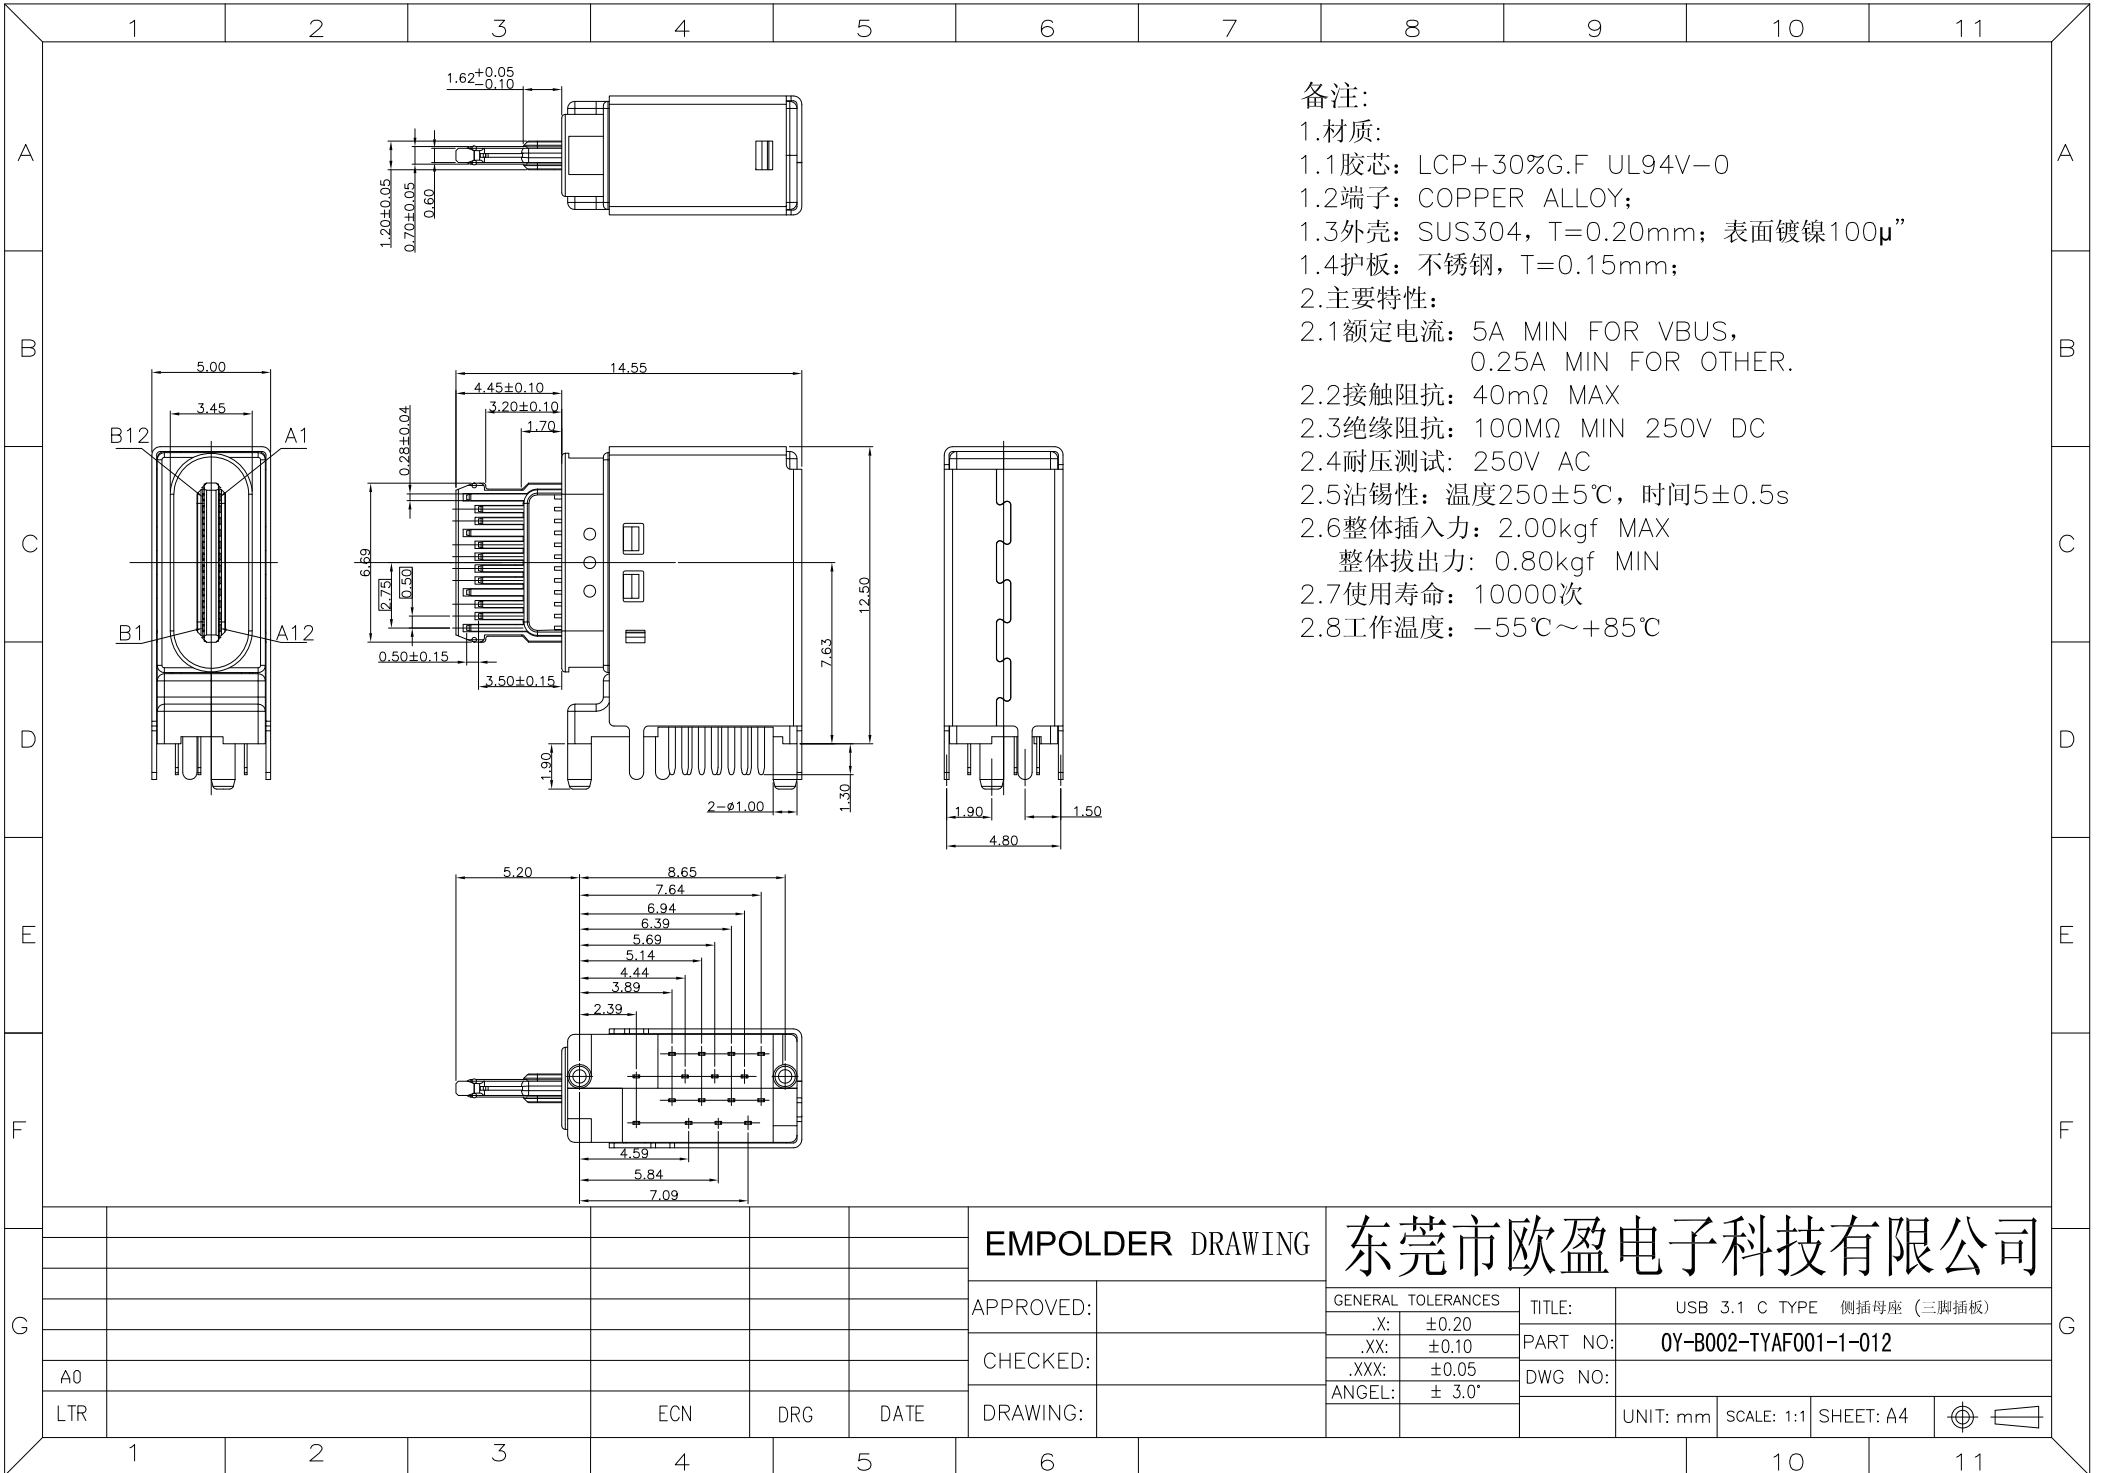 1 2 3 4 5 6 7 8 9 10 11
A A
B B
C C
D D
E E
F F
G G
1.62 +0.05 -0.10
1.20±0.05
0.70±0.05
0.60
备注:
1.材质:
1.1胶芯：LCP+30%G.F UL94V-0
1.2端子：COPPER ALLOY;
1.3外壳：SUS304，T=0.20mm；表面镀镍100μ”
1.4护板：不锈钢，T=0.15mm；
2.主要特性：
2.1额定电流：5A MIN FOR VBUS，
0.25A MIN FOR OTHER.
2.2接触阻抗：40mΩ MAX
2.3绝缘阻抗：100MΩ MIN 250V DC
2.4耐压测试: 250V AC
2.5沾锡性：温度250±5℃，时间5±0.5s
2.6整体插入力：2.00kgf MAX
整体拔出力: 0.80kgf MIN
2.7使用寿命：10000次
2.8工作温度：-55℃～+85℃
5.00
3.45
B12
A1
B1
A12
14.55
4.45±0.10
3.20±0.10
1.70
0.28±0.04
6.69
2.75
0.50
0.50±0.15
3.50±0.15
12.50
7.63
1.90
1.30
2-ø1.00
1.90
1.50
4.80
5.20
8.65
7.64
6.94
6.39
5.69
5.14
4.44
3.89
2.39
4.59
5.84
7.09
A0
LTR ECN DRG DATE
EMPOLDER DRAWING
APPROVED:
CHECKED:
DRAWING:
东莞市欧盈电子科技有限公司
GENERAL TOLERANCES
.X: ±0.20
.XX: ±0.10
.XXX: ±0.05
ANGEL: ± 3.0°
TITLE: USB 3.1 C TYPE 侧插母座 (三脚插板)
PART NO: OY-B002-TYAF001-1-012
DWG NO:
UNIT: mm SCALE: 1:1 SHEET: A4
1 2 3 4 5 6 10 11